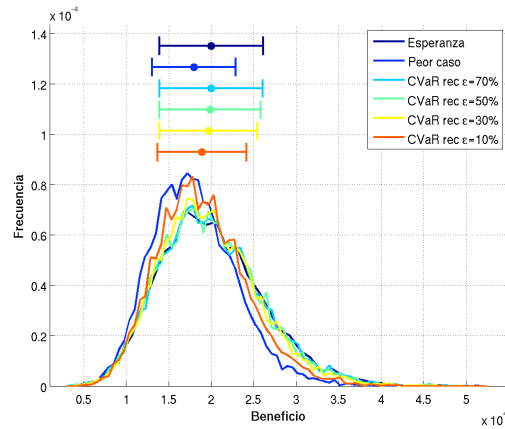 x 10⁻⁴
1.4
1.2
1
0.8
0.6
0.4
0.2
0
Frecuencia
Esperanza
Peor caso
CVaR rec ε=70%
CVaR rec ε=50%
CVaR rec ε=30%
CVaR rec ε=10%
0.5 1 1.5 2 2.5 3 3.5 4 4.5 5
Beneficio
x 10